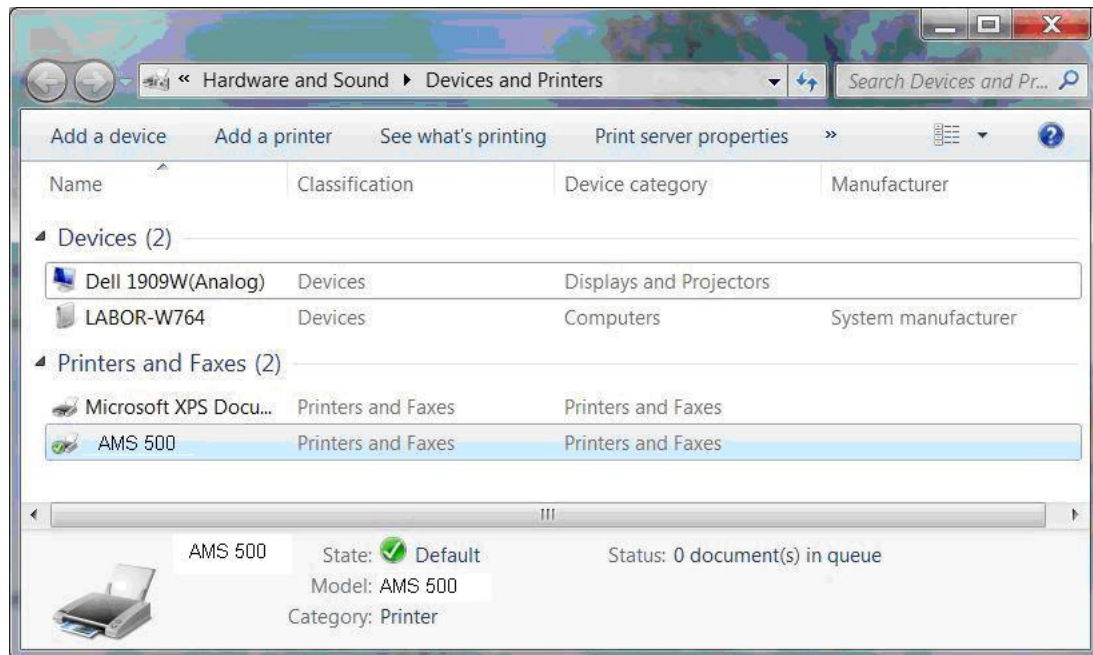 « Hardware and Sound ▸ Devices and Printers Search Devices and Pr...
Add a device Add a printer See what's printing Print server properties »
Name Classification Device category Manufacturer
Devices (2)
Dell 1909W(Analog) Devices Displays and Projectors
LABOR-W764 Devices Computers System manufacturer
Printers and Faxes (2)
Microsoft XPS Docu... Printers and Faxes Printers and Faxes
AMS 500 Printers and Faxes Printers and Faxes
AMS 500 State: Default Status: 0 document(s) in queue
Model: AMS 500
Category: Printer